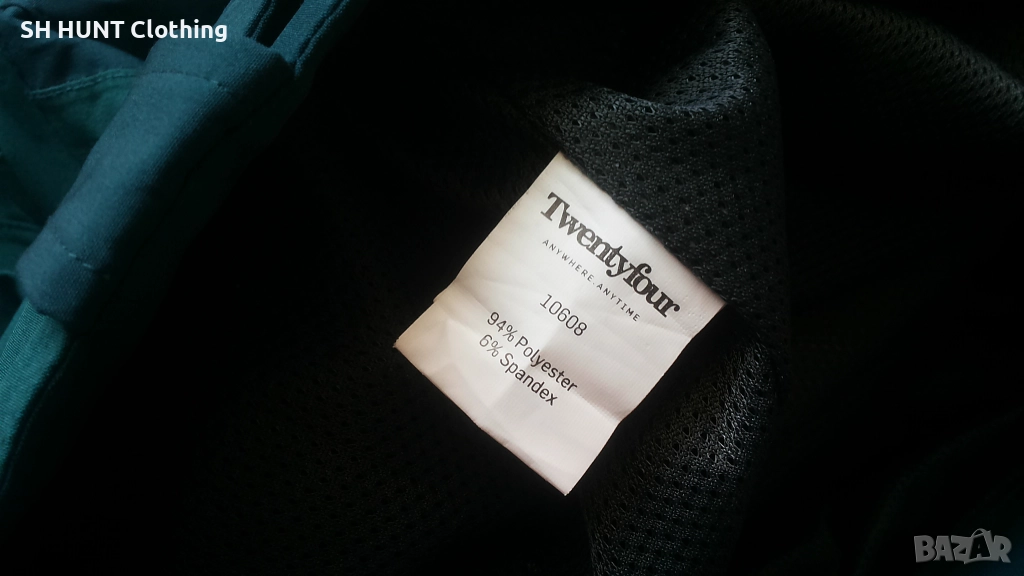 SH HUNT Clothing
Twentyfour
ANYWHERE. ANYTIME
10608
94% Polyester
6% Spandex
BAZAR